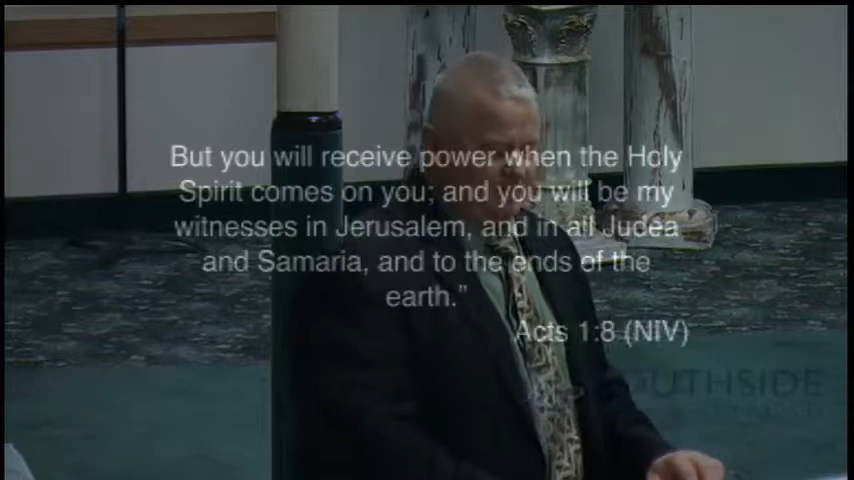 But you will receive power when the Holy
Spirit comes on you; and you will be my
witnesses in Jerusalem, and in all Judea
and Samaria, and to the ends of the
earth."
Acts 1:8 (NIV)
UTHSIDE